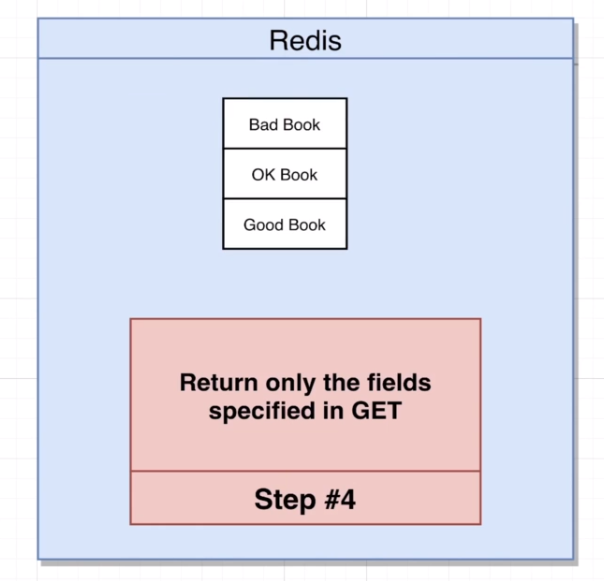 Redis
Bad Book
OK Book
Good Book
Return only the fields
specified in GET
Step #4